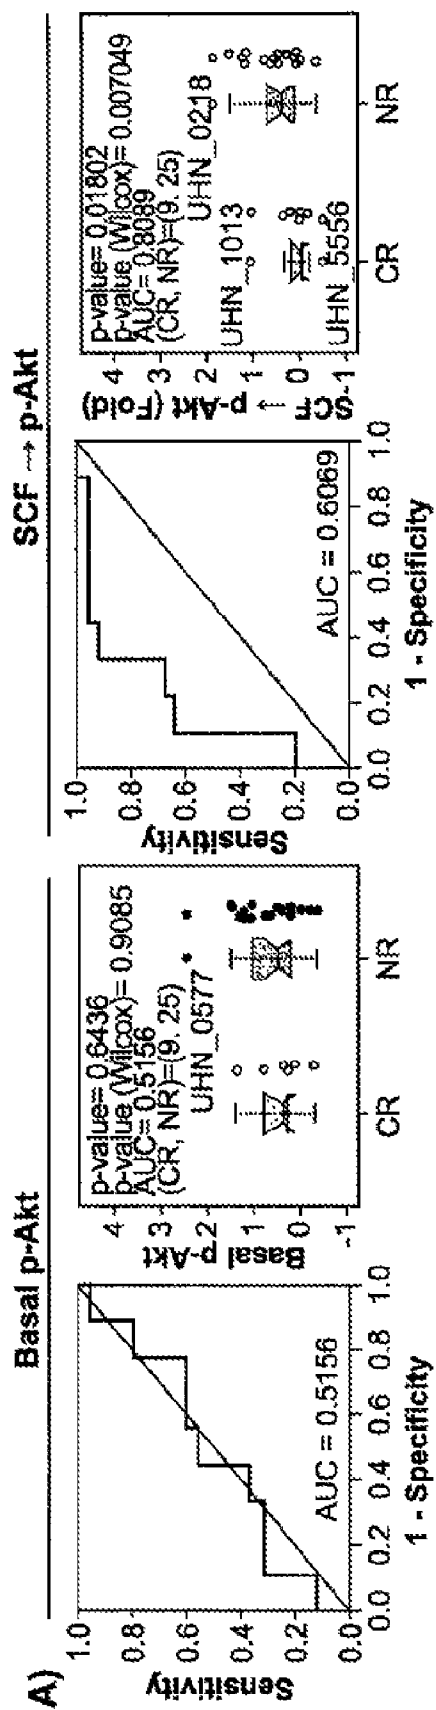 A)
Basal p-Akt
Sensitivity
1.0
0.8
0.6
0.4
0.2
0.0
AUC = 0.5156
0.0 0.2 0.4 0.6 0.8 1.0
1 - Specificity
Basal p-Akt
4
3
2
1
0
-1
p-value= 0.6436
p-value (Wilcox)= 0.9085
AUC= 0.5156
(CR, NR)=(9. 25)
UHN_0577
CR NR
SCF → p-Akt
Sensitivity
1.0
0.8
0.6
0.4
0.2
0.0
AUC = 0.6069
0.0 0.2 0.4 0.6 0.8 1.0
1 - Specificity
SCF → p-Akt (Fold)
4
3
2
1
0
-1
p-value= 0.01802
p-value (Wilcox)= 0.007049
AUC= 0.8089
(CR, NR)=(9. 25)
UHN_0218
UHN_1013
UHN_5556
CR NR